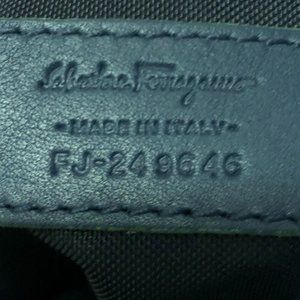 Salvatore Ferragamo
-MADE IN ITALY-
FJ-249646